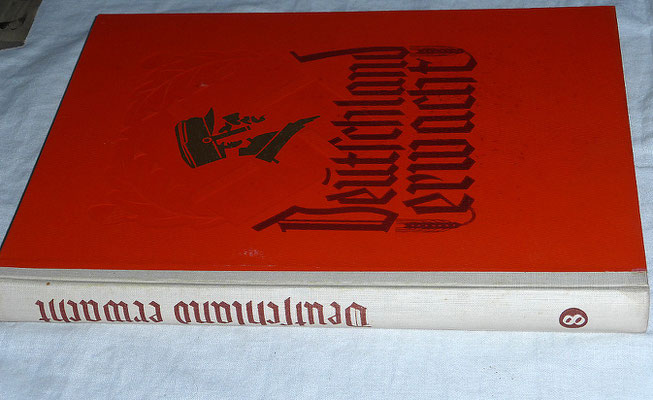 Deutſchland
erwacht
Deutſchland erwacht
8